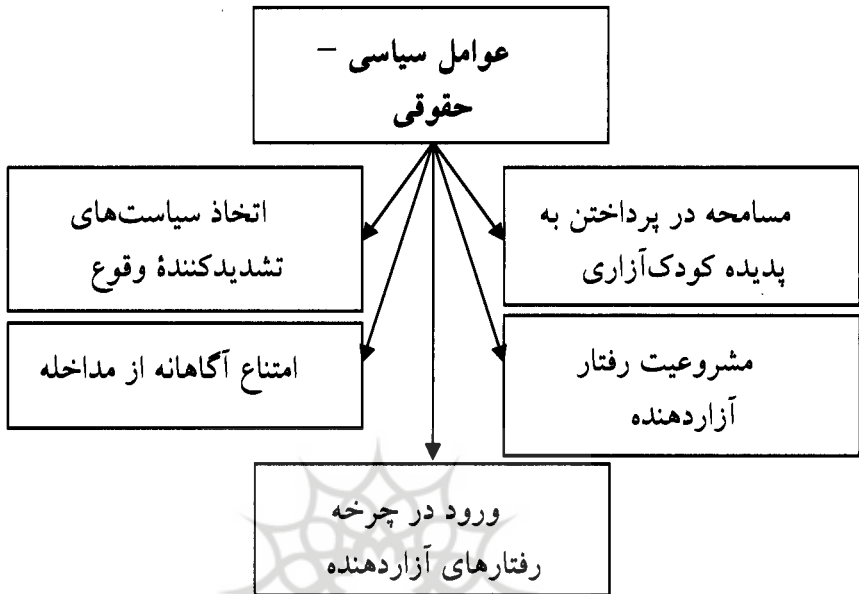 عوامل سیاسی –
حقوقی
مسامحه در پرداختن به
پدیده کودک‌آزاری
اتخاذ سیاست‌های
تشدیدکنندهٔ وقوع
مشروعیت رفتار
آزاردهنده
امتناع آگاهانه از مداخله
ورود در چرخه
رفتارهای آزاردهنده